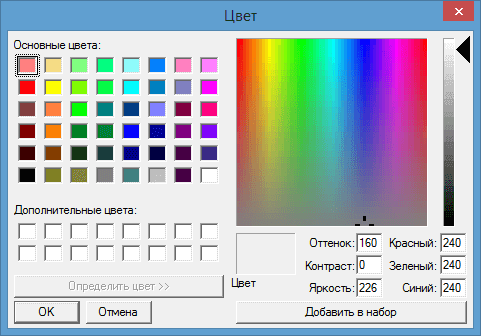 Цвет
Основные цвета:
Дополнительные цвета:
Определить цвет >>
OK
Отмена
Цвет
Оттенок: 160
Красный: 240
Контраст: 0
Зеленый: 240
Яркость: 226
Синий: 240
Добавить в набор